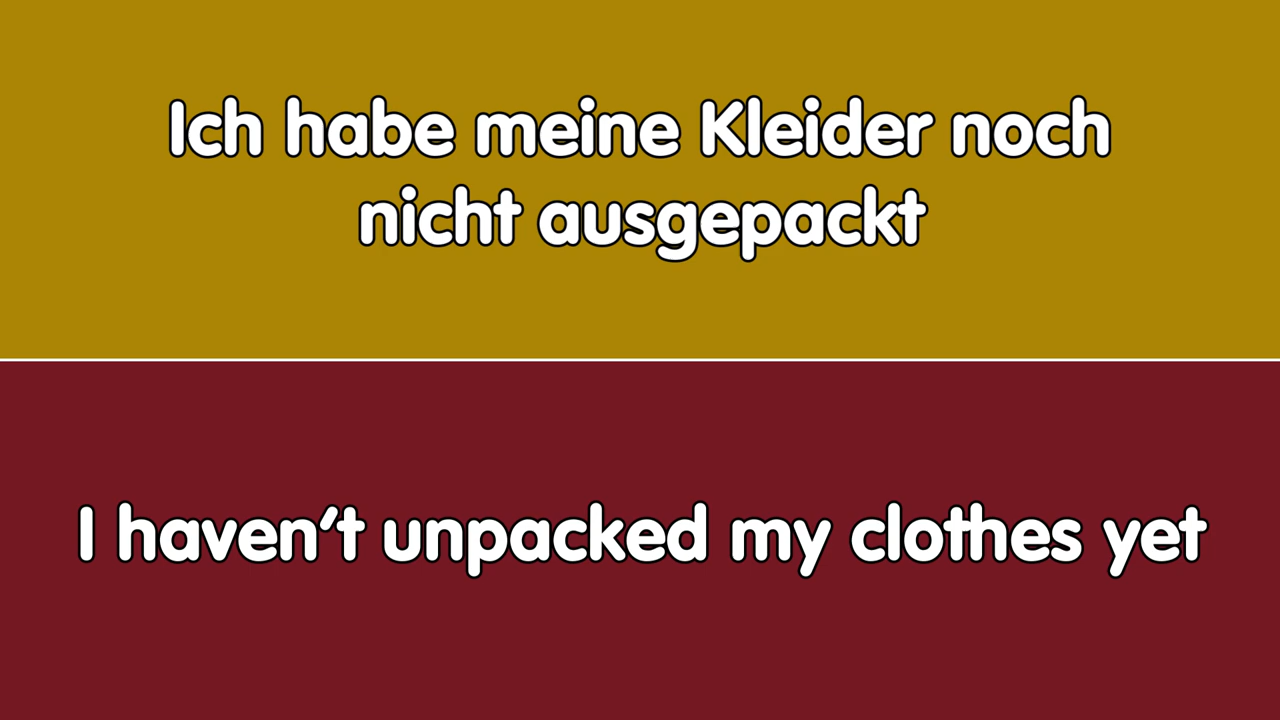 Ich habe meine Kleider noch
nicht ausgepackt
I haven't unpacked my clothes yet